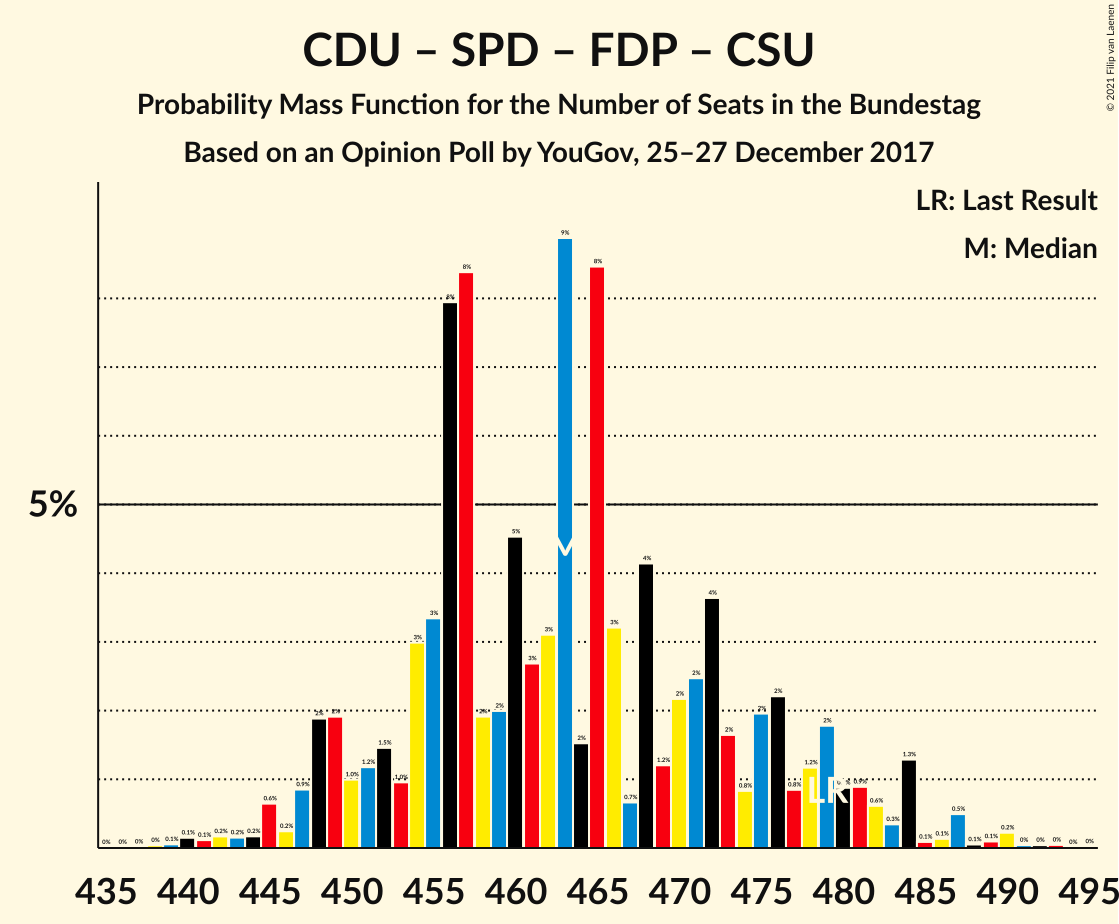 CDU – SPD – FDP – CSU
Probability Mass Function for the Number of Seats in the Bundestag
Based on an Opinion Poll by YouGov, 25–27 December 2017
© 2021 Filip van Laenen
LR: Last Result
M: Median
5%
0% 0% 0% 0% 0.1% 0.1% 0.1% 0.2% 0.2% 0.2% 0.6% 0.2% 0.9% 2% 2% 1.0% 1.2% 1.5% 1.0% 3% 3% 8% 8% 2% 2% 5% 3% 3% 9% 2% 8% 3% 0.7% 4% 1.2% 2% 2% 4% 2% 0.8% 2% 2% 0.8% 1.2% 2% 0.9% 0.6% 0.3% 1.3% 0.1% 0.1% 0.5% 0.1% 0.1% 0.2% 0% 0% 0% 0% 0%
M
LR
435 440 445 450 455 460 465 470 475 480 485 490 495